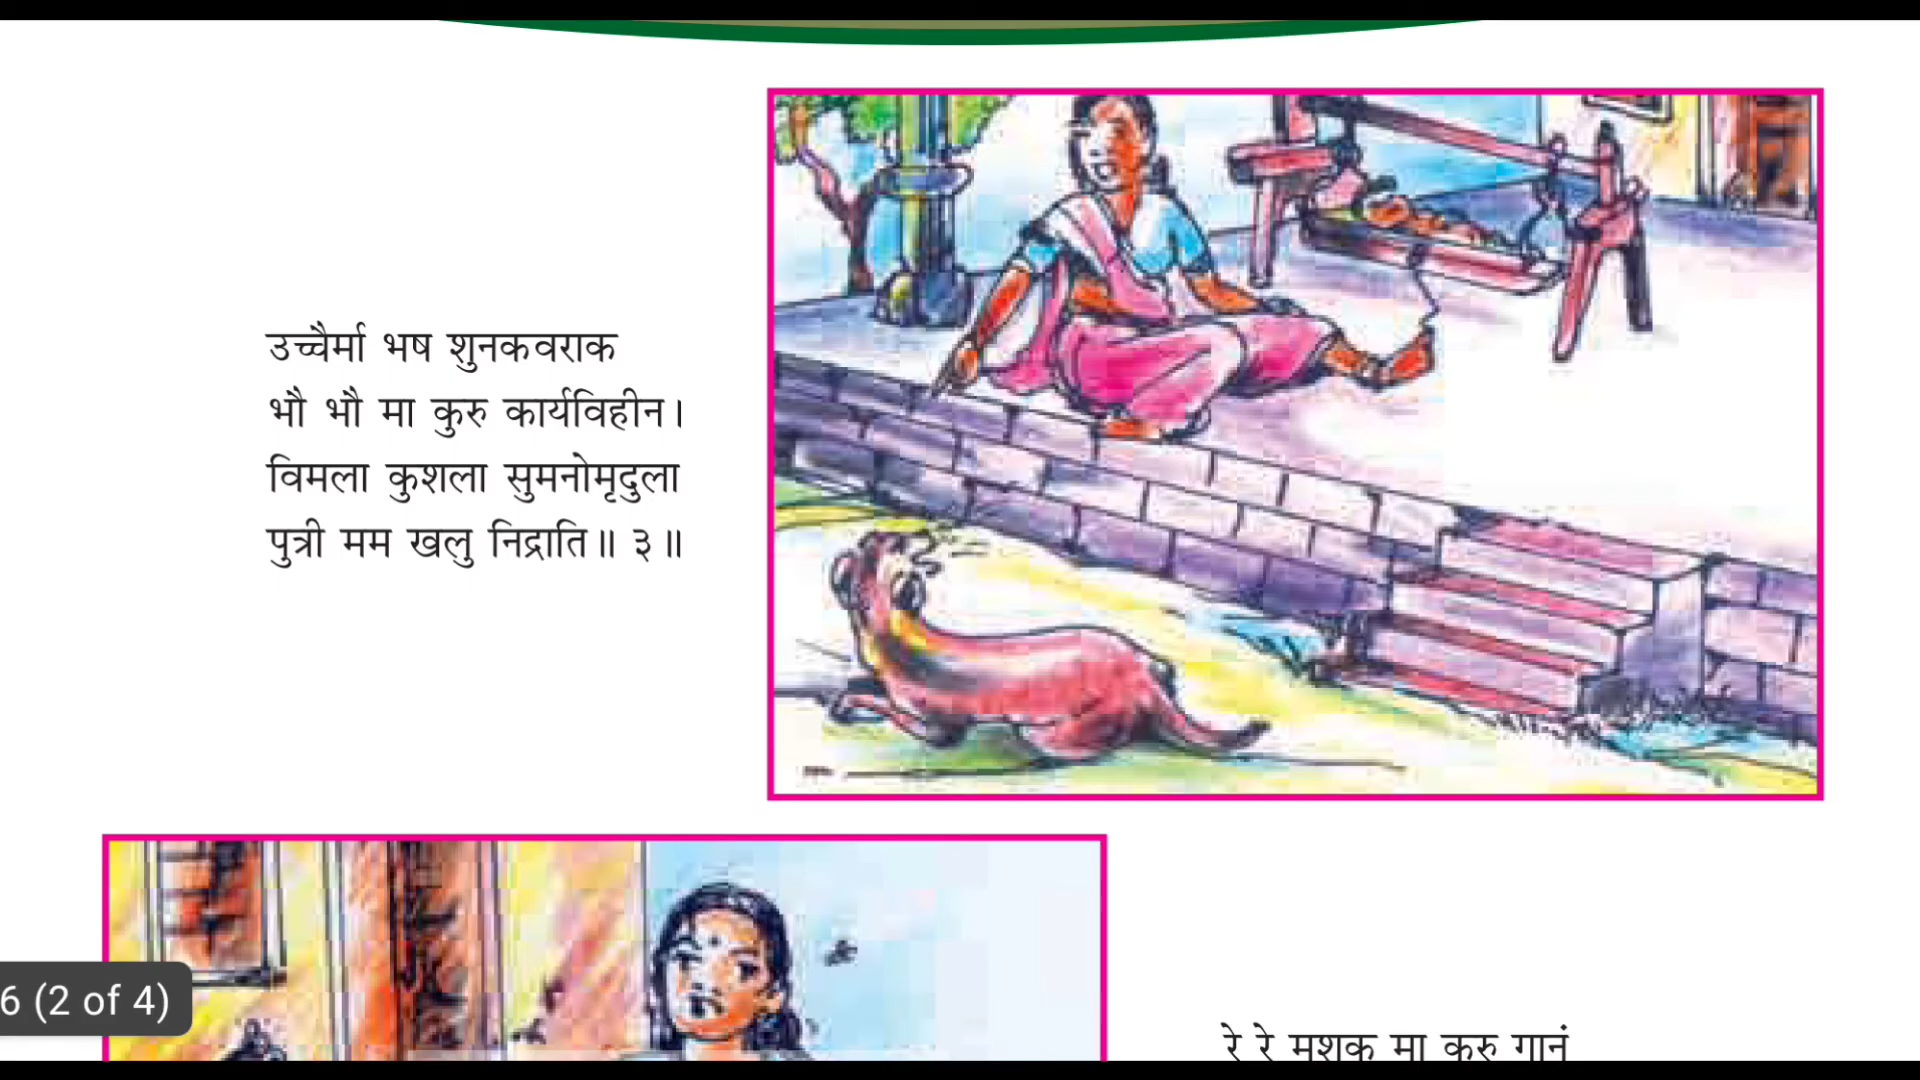 उच्चैर्मा भष शुनकवराक
भौ भौ मा कुरु कार्यविहीन।
विमला कुशला सुमनोमृदुला
पुत्री मम खलु निद्राति॥ ३॥
6 (2 of 4)
रे रे मशक मा कुरु गानं